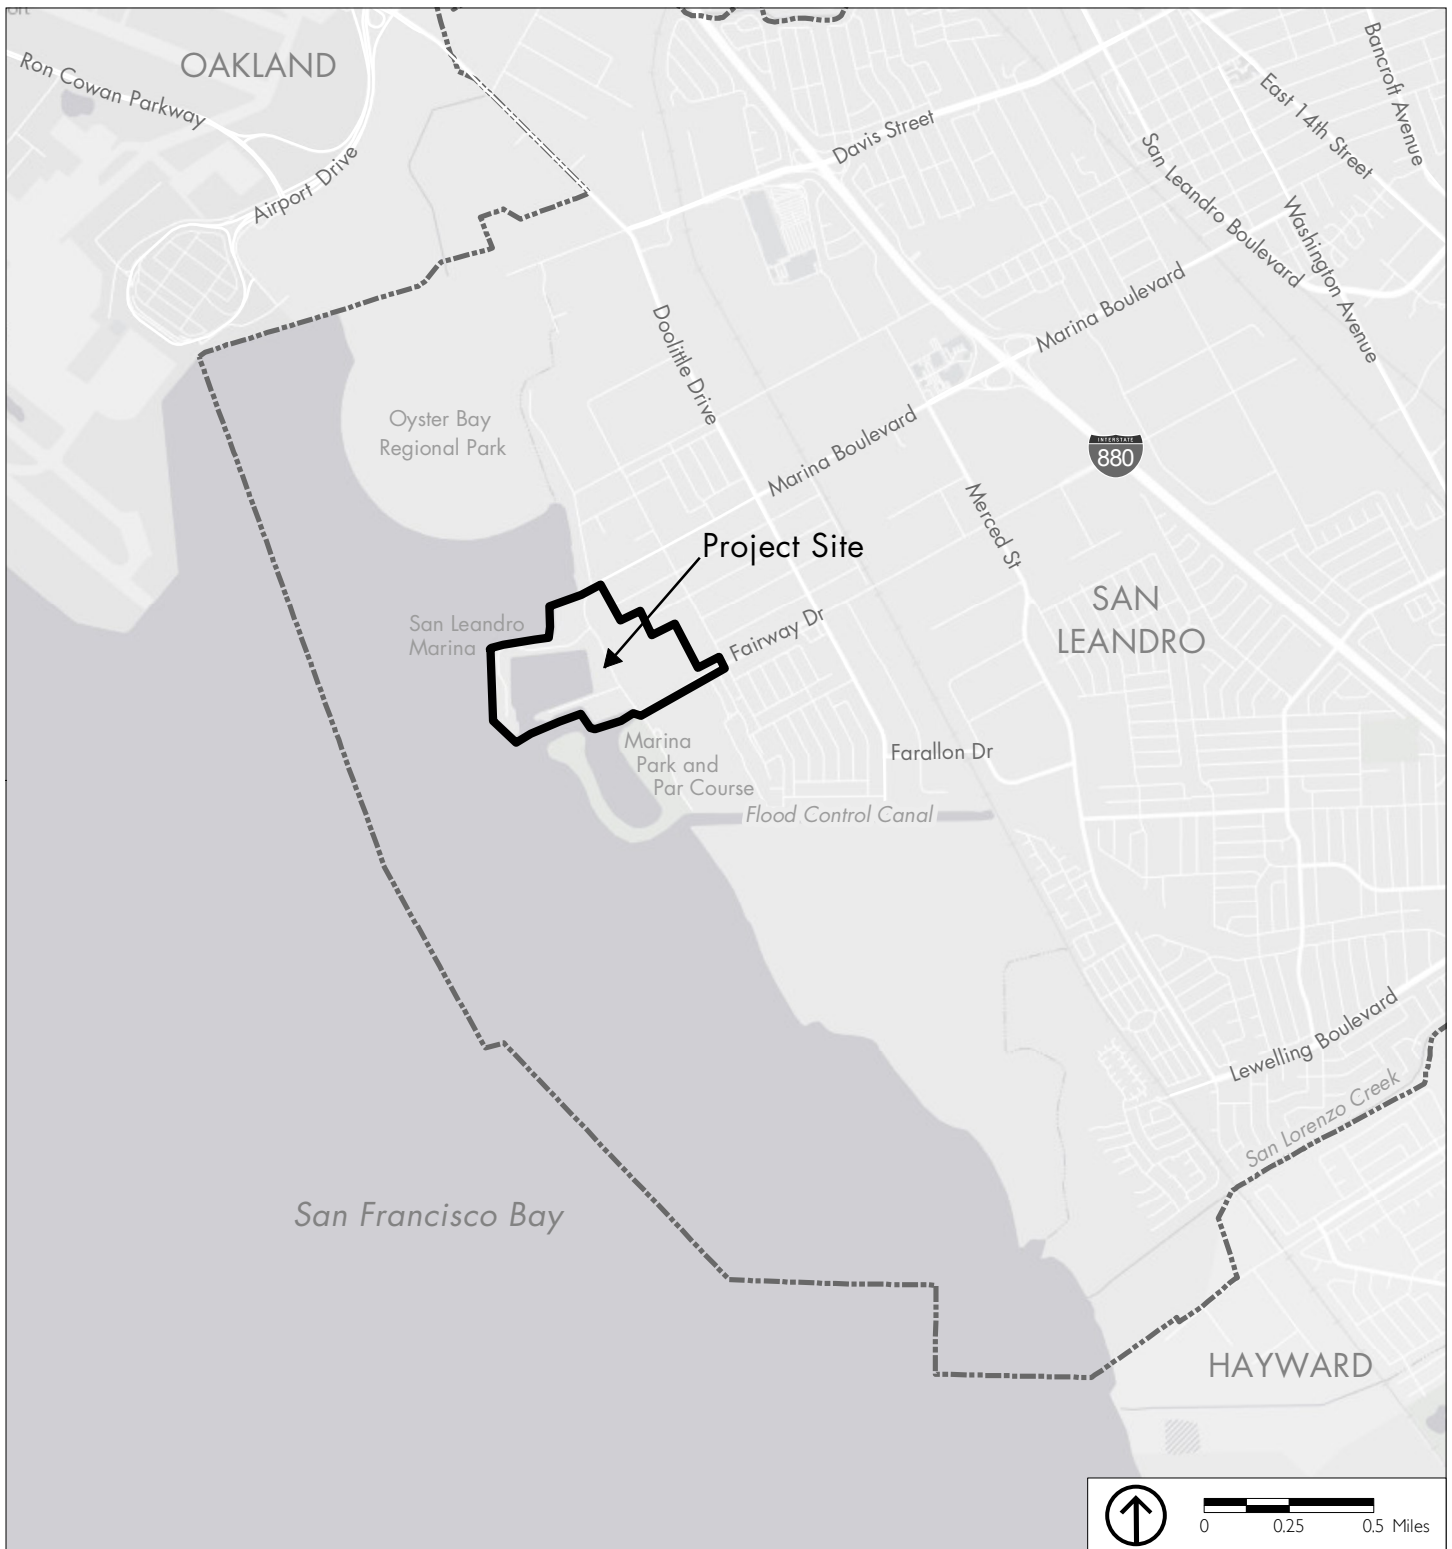 OAKLAND
Ron Cowan Parkway
Airport Drive
Davis Street
Bancroft Avenue
East 14th Street
San Leandro Boulevard
Washington Avenue
Marina Boulevard
Doolittle Drive
Oyster Bay
Regional Park
Marina Boulevard
INTERSTATE
880
Merced St
Project Site
San Leandro
Marina
Fairway Dr
SAN
LEANDRO
Marina
Park and
Par Course
Farallon Dr
Flood Control Canal
Lewelling Boulevard
San Lorenzo Creek
San Francisco Bay
HAYWARD
0 0.25 0.5 Miles